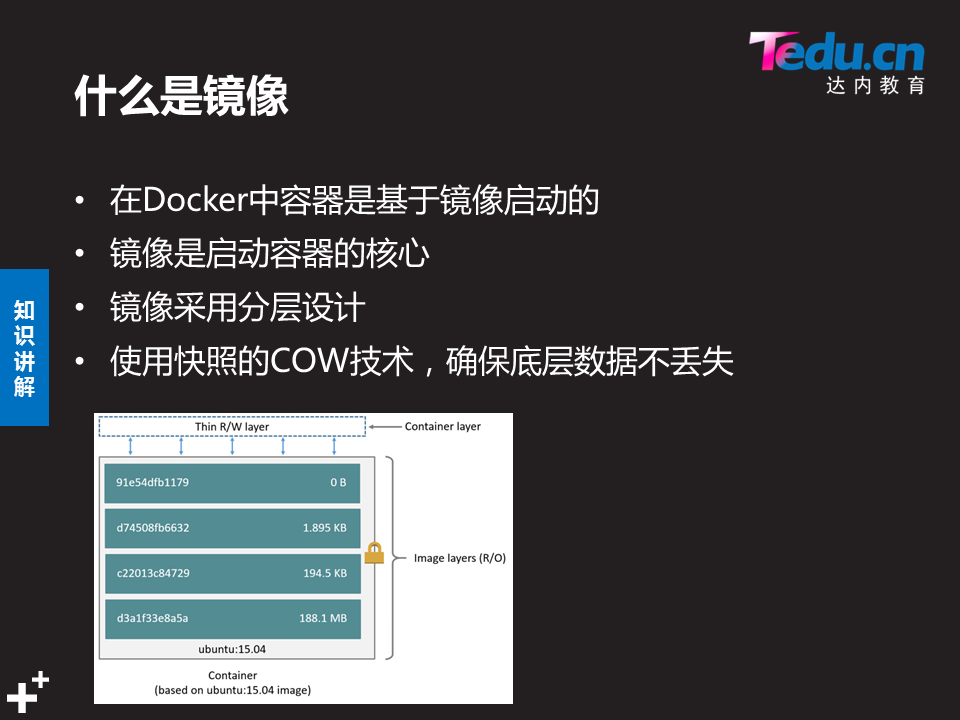 Tedu.cn
达内教育
什么是镜像
• 在Docker中容器是基于镜像启动的
• 镜像是启动容器的核心
• 镜像采用分层设计
• 使用快照的COW技术，确保底层数据不丢失
知识讲解
Thin R/W layer
Container layer
91e54dfb1179 0 B
d74508fb6632 1.895 KB
c22013c84729 194.5 KB
d3a1f33e8a5a 188.1 MB
Image layers (R/O)
ubuntu:15.04
Container
(based on ubuntu:15.04 image)